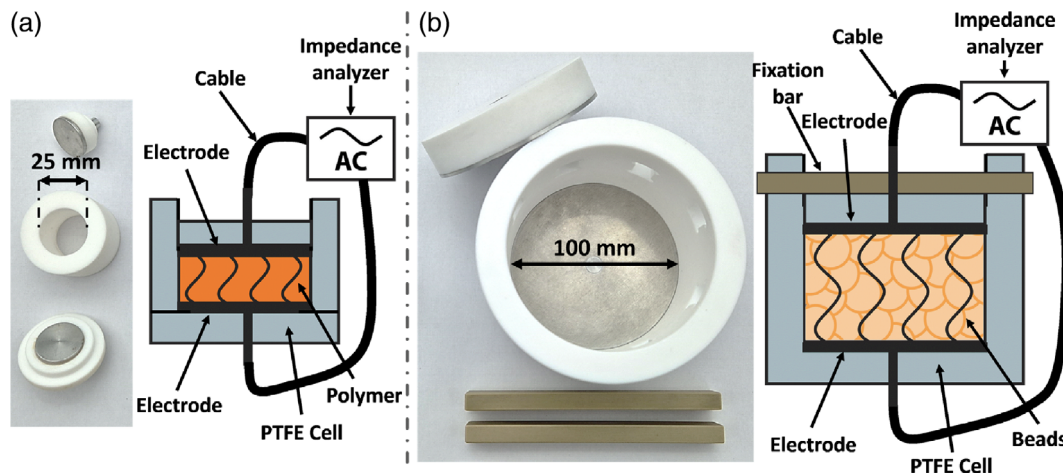 (a)
Impedance
analyzer
Cable
AC
Electrode
25 mm
Electrode
Polymer
PTFE Cell
(b)
Impedance
analyzer
Cable
Fixation
bar
Electrode
AC
100 mm
Electrode
Beads
PTFE Cell